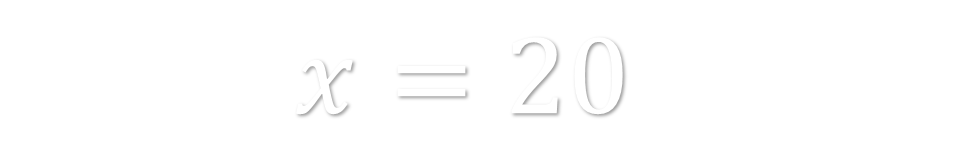 x = 20